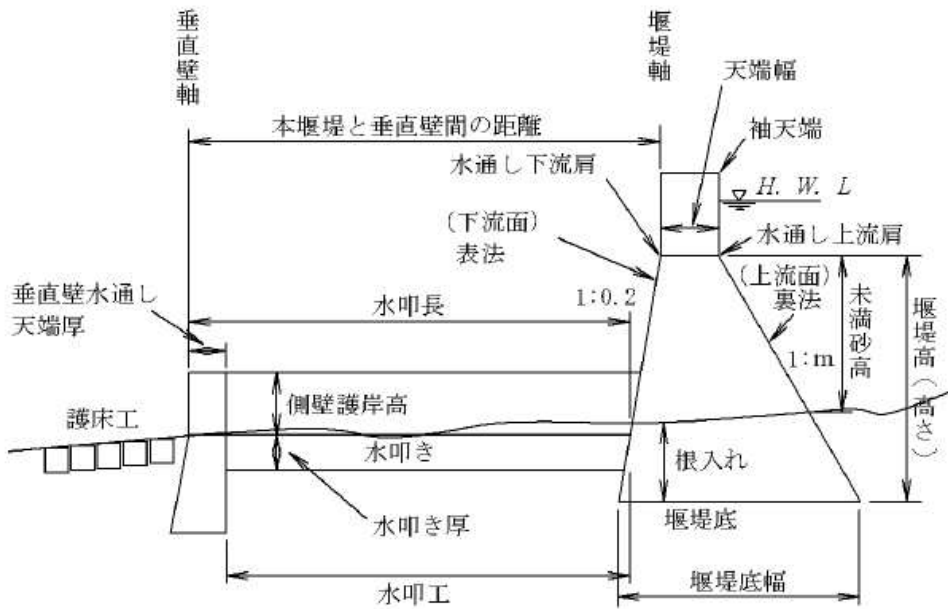 垂直壁軸
堰堤軸
天端幅
本堰堤と垂直壁間の距離
袖天端
水通し下流肩
H. W. L
(下流面)
表法
水通し上流肩
(上流面)
裏法
垂直壁水通し
天端厚
水叩長
1:0.2
未満砂高
堰堤高(高さ)
1:m
側壁護岸高
護床工
水叩き
根入れ
水叩き厚
堰堤底
水叩工
堰堤底幅